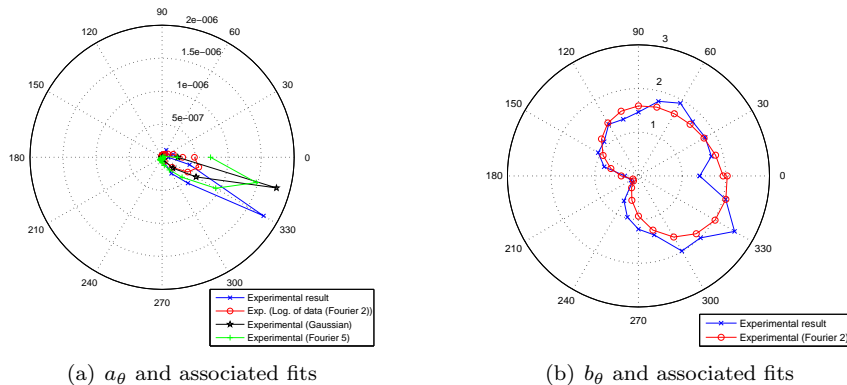 90
2e−006
120
60
1.5e−006
150
1e−006
30
5e−007
180
0
210
330
240
300
270
Experimental result
Exp. (Log. of data (Fourier 2))
Experimental (Gaussian)
Experimental (Fourier 5)
(a) aθ and associated fits
90
3
120
60
2
150
30
1
180
0
210
330
240
300
270
Experimental result
Experimental (Fourier 2)
(b) bθ and associated fits